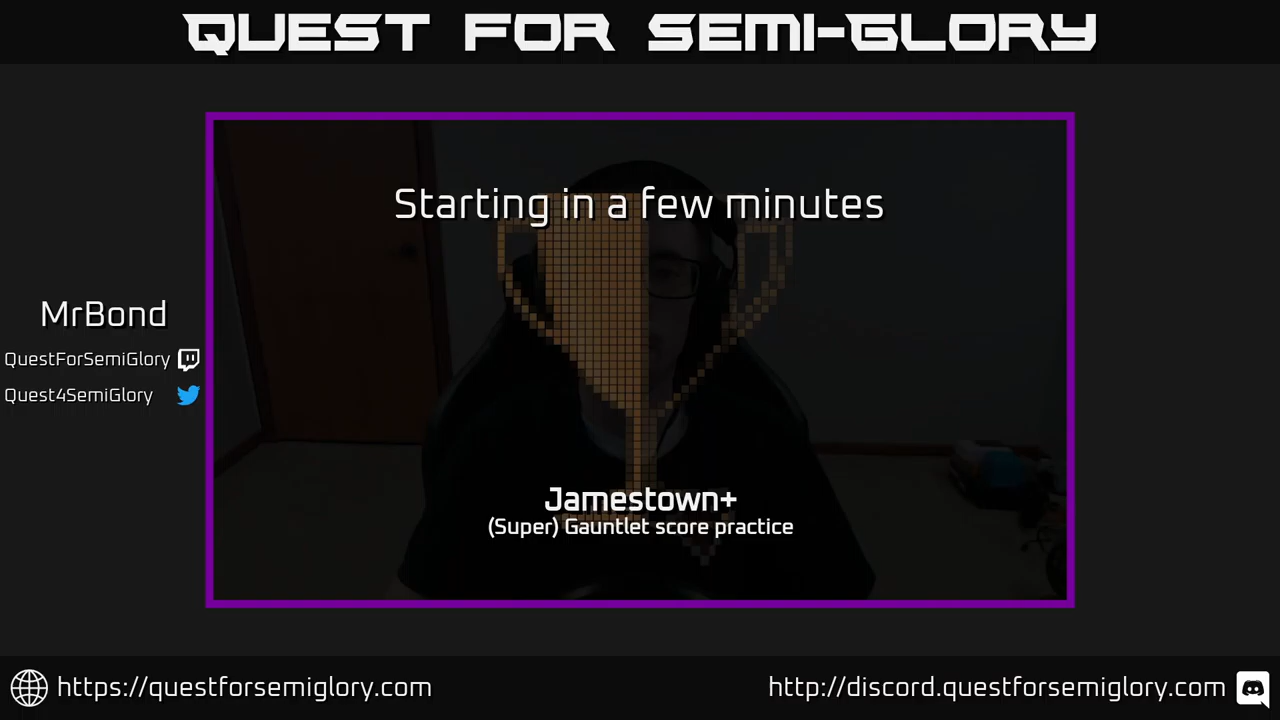 QUEST FOR SEMI-GLORY
Starting in a few minutes
MrBond
QuestForSemiGlory
Quest4SemiGlory
Jamestown+
(Super) Gauntlet score practice
https://questforsemiglory.com
http://discord.questforsemiglory.com